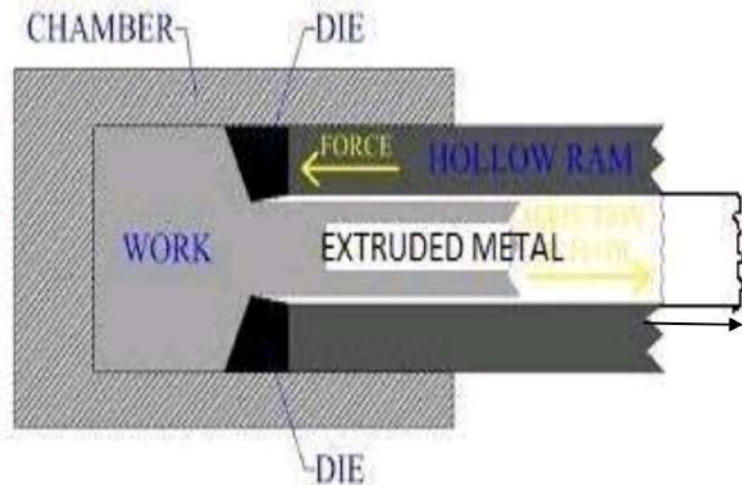 CHAMBER
DIE
FORCE
HOLLOW RAM
WORK
EXTRUDED METAL
DIE